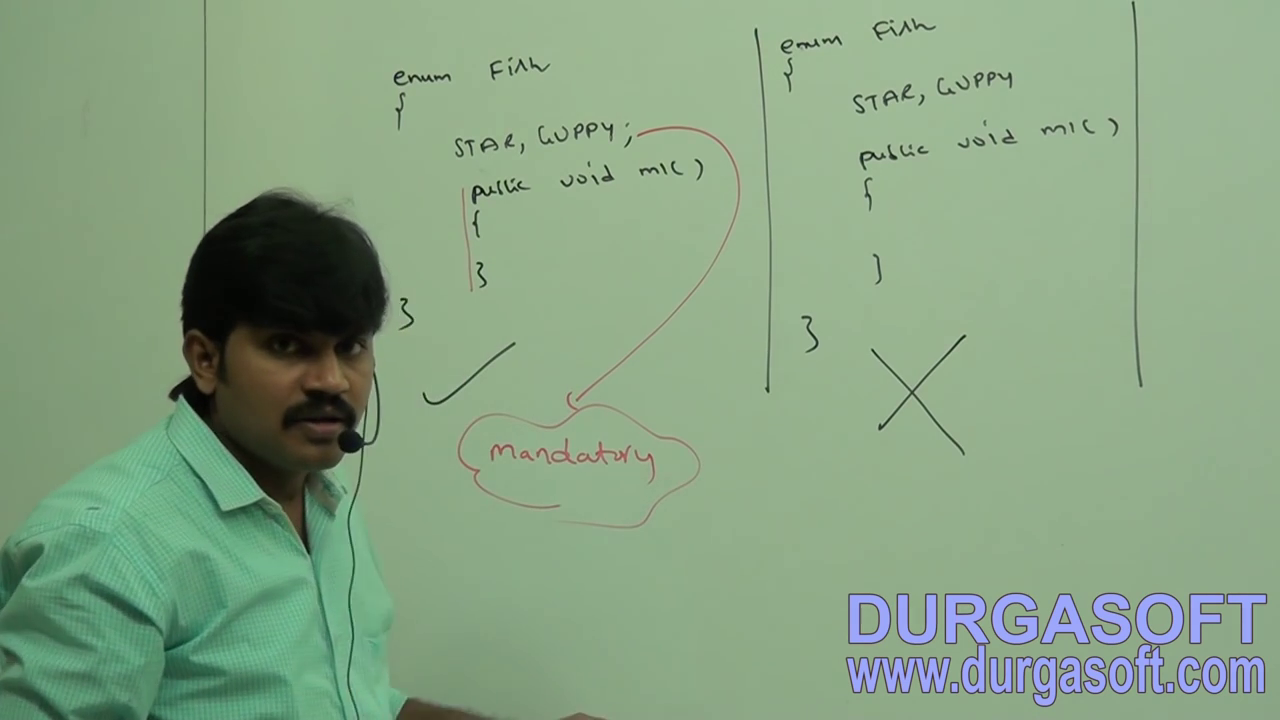 enum Fish
{
STAR, GUPPY;
public void m1()
{
}
}
mandatory
enum Fish
{
STAR, GUPPY
public void m1()
{
}
}
DURGASOFT
www.durgasoft.com